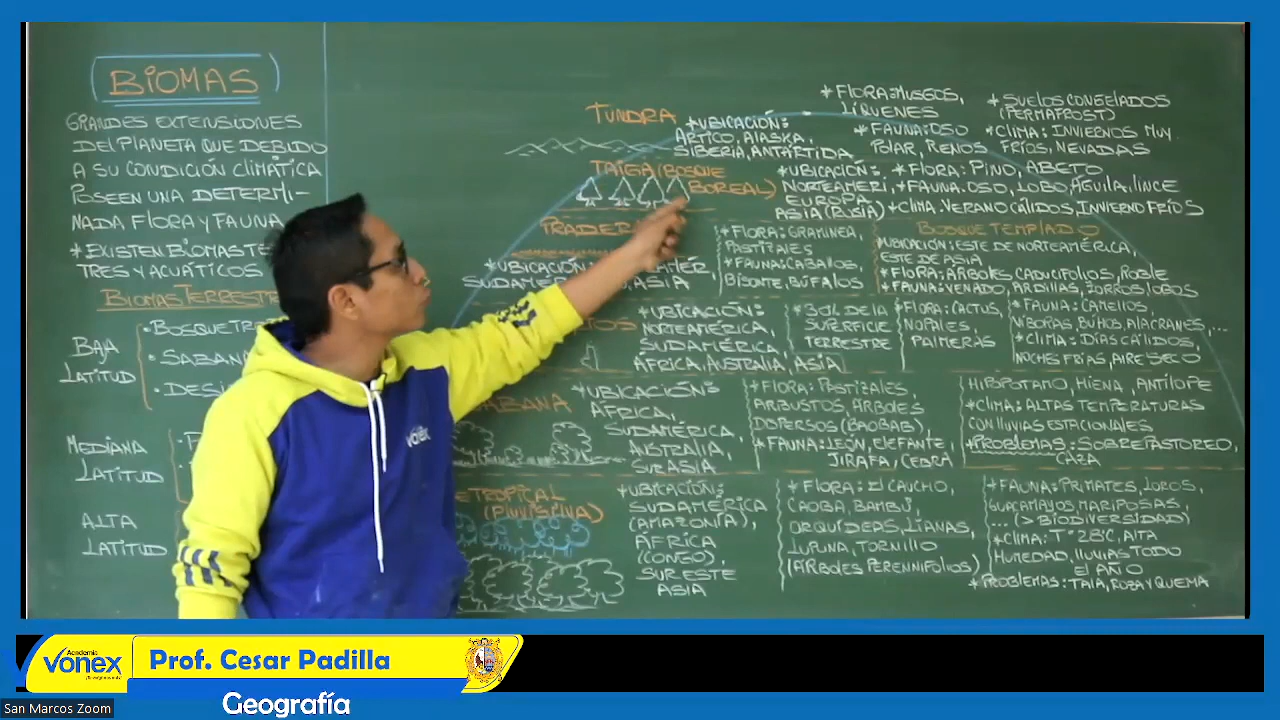 BIOMAS
GRANDES EXTENSIONES
DEL PLANETA QUE DEBIDO
A SU CONDICIÓN CLIMÁTICA
POSEEN UNA DETERMI-
NADA FLORA Y FAUNA
* EXISTEN BIOMAS TE
TRES Y ACUÁTICOS
BIOMAS TERRESTRE
BAJA
LATITUD
• BOSQUE TR
• SABANA
• DESI
MEDIANA
LATITUD
• P
ALTA
LATITUD
TUNDRA
* UBICACIÓN:
ÁRTICO, ALASKA,
SIBERIA, ANTÁRTIDA
* FLORA: MUSGOS,
LÍQUENES
* FAUNA: OSO
POLAR, RENOS
* SUELOS CONGELADOS
(PERMAFROST)
* CLIMA: INVIERNOS MUY
FRÍOS, NEVADAS
TAIGA (BOSQUE
BOREAL)
* UBICACIÓN:
NORTEAMERI,
EUROPA,
ASIA (RUSIA)
* FLORA: PINO, ABETO
* FAUNA: OSO, LOBO, ÁGUILA, LINCE
* CLIMA: VERANO CÁLIDOS, INVIERNO FRÍOS
PRADER
* UBICACIÓN: AMÉR,
SUDAMÉR ASIA
* FLORA: GRAMINEA,
PASTIZALES
* FAUNA: CABALLOS,
BISONTE, BÚFALOS
BOSQUE TEMPLADO
UBICACIÓN: ESTE DE NORTEAMÉRICA,
ESTE DE ASIA
* FLORA: ÁRBOLES CADUCIFOLIOS, ROBLE
* FAUNA: VENADO, ARDILLAS, ZORROS, LOBOS
TOS
* UBICACIÓN:
NORTEAMÉRICA,
SUDAMÉRICA,
ÁFRICA, AUSTRALIA, ASIA
* 30% DE LA
SUPERFICIE
TERRESTRE
* FLORA: CACTUS,
NOPALES,
PALMERAS
* FAUNA: CAMELLOS,
VÍBORAS, BÚHOS, ALACRANES, ...
* CLIMA: DÍAS CÁLIDOS,
NOCHES FRÍAS, AIRE SECO
SABANA
* UBICACIÓN:
ÁFRICA,
SUDAMÉRICA,
AUSTRALIA,
SURASIA
* FLORA: PASTIZALES,
ARBUSTOS, ÁRBOLES
DISPERSOS (BAOBAB),
* FAUNA: LEÓN, ELEFANTE,
JIRAFA, CEBRA
HIPOPÓTAMO, HIENA, ANTÍLOPE
* CLIMA: ALTAS TEMPERATURAS
CON LLUVIAS ESTACIONALES
* PROBLEMAS: SOBREPASTOREO,
CAZA
E TROPICAL
(PLUVISILVA)
* UBICACIÓN:
SUDAMÉRICA
(AMAZONÍA),
ÁFRICA
(CONGO),
SURESTE
ASIA
* FLORA: EL CAUCHO,
CAOBA, BAMBÚ,
ORQUÍDEAS, LIANAS,
LUPUNA, TORNILLO
(ÁRBOLES PERENNIFOLIOS)
* FAUNA: PRIMATES, LOROS,
GUACAMAYOS, MARIPOSAS,
... (> BIODIVERSIDAD)
* CLIMA: T° 28°C, ALTA
HUMEDAD, LLUVIAS TODO
EL AÑO
* PROBLEMAS: TALA, ROZA Y QUEMA
vonex
Academia
vonex
Prof. Cesar Padilla
Geografía
San Marcos Zoom